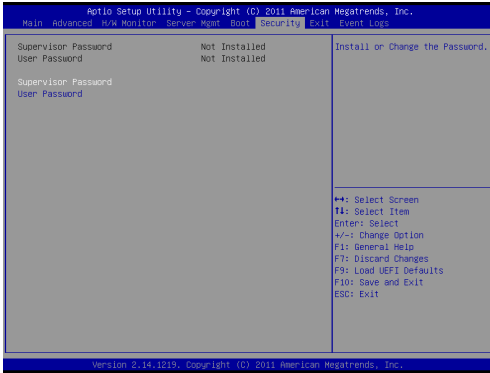 Aptio Setup Utility - Copyright (C) 2011 American Megatrends, Inc.
Main Advanced H/W Monitor Server Mgmt Boot Security Exit Event Logs
Supervisor Password Not Installed
User Password Not Installed
Supervisor Password
User Password
Install or Change the Password.
↔: Select Screen
↑↓: Select Item
Enter: Select
+/-: Change Option
F1: General Help
F7: Discard Changes
F9: Load UEFI Defaults
F10: Save and Exit
ESC: Exit
Version 2.14.1219. Copyright (C) 2011 American Megatrends, Inc.